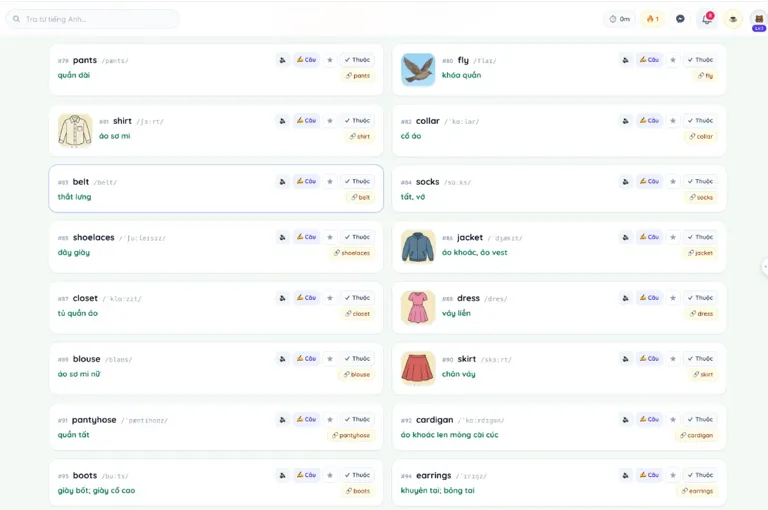 Tra từ tiếng Anh...
0m
1
#79 pants /pænts/
Câu
Thuộc
quần dài
pants
#80 fly /flaɪ/
Câu
Thuộc
khóa quần
fly
#81 shirt /ʃɜːrt/
Câu
Thuộc
áo sơ mi
shirt
#82 collar /ˈkɑːlər/
Câu
Thuộc
cổ áo
collar
#83 belt /belt/
Câu
Thuộc
thắt lưng
belt
#84 socks /sɑːks/
Câu
Thuộc
tất, vớ
socks
#85 shoelaces /ˈʃuːleɪsɪz/
Câu
Thuộc
dây giày
shoelaces
#86 jacket /ˈdʒækɪt/
Câu
Thuộc
áo khoác, áo vest
jacket
#87 closet /ˈklɑːzɪt/
Câu
Thuộc
tủ quần áo
closet
#88 dress /dres/
Câu
Thuộc
váy liền
dress
#89 blouse /blaʊs/
Câu
Thuộc
áo sơ mi nữ
blouse
#90 skirt /skɜːrt/
Câu
Thuộc
chân váy
skirt
#91 pantyhose /ˈpæntihoʊz/
Câu
Thuộc
quần tất
pantyhose
#92 cardigan /ˈkɑːrdɪɡən/
Câu
Thuộc
áo khoác len mỏng cài cúc
cardigan
#93 boots /buːts/
Câu
Thuộc
giày bốt; giày cổ cao
boots
#94 earrings /ˈɪrɪŋz/
Câu
Thuộc
khuyên tai; bông tai
earrings